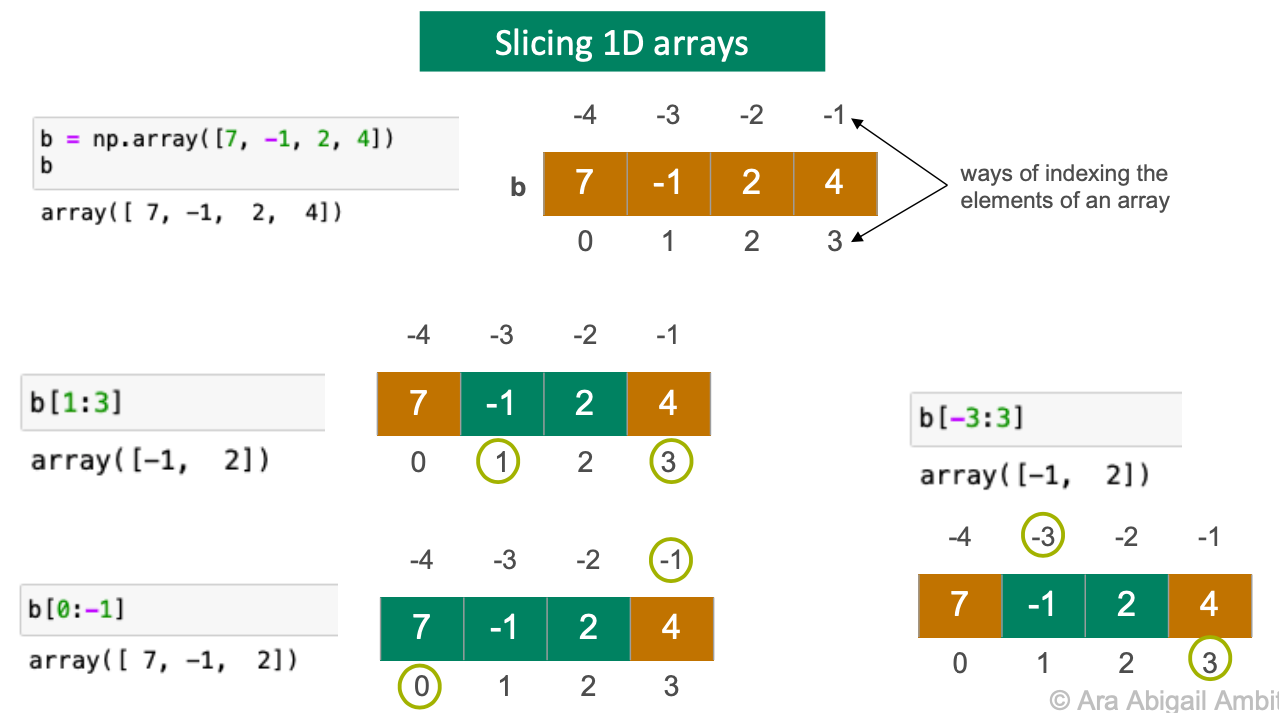 Slicing 1D arrays
b = np.array([7, -1, 2, 4])
b
array([ 7, -1,  2,  4])
-4 -3 -2 -1
b 7 -1 2 4
0 1 2 3
ways of indexing the
elements of an array
b[1:3]
array([-1,  2])
-4 -3 -2 -1
7 -1 2 4
0 1 2 3
b[0:-1]
array([ 7, -1,  2])
-4 -3 -2 -1
7 -1 2 4
0 1 2 3
b[-3:3]
array([-1,  2])
-4 -3 -2 -1
7 -1 2 4
0 1 2 3
© Ara Abigail Ambit